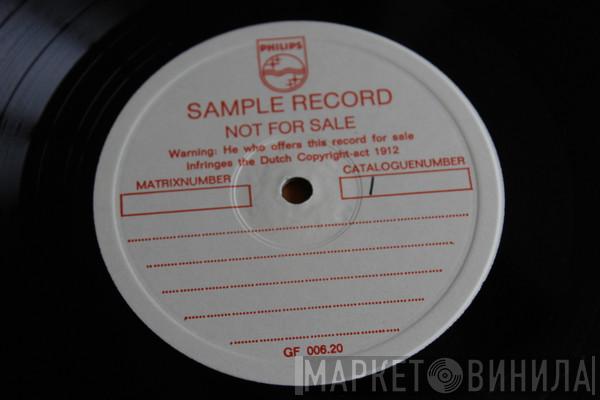 PHILIPS
SAMPLE RECORD
NOT FOR SALE
Warning: He who offers this record for sale
infringes the Dutch Copyright-act 1912
MATRIXNUMBER
CATALOGUENUMBER
/
GF 006.20
МАРКЕТ ВИНИЛА